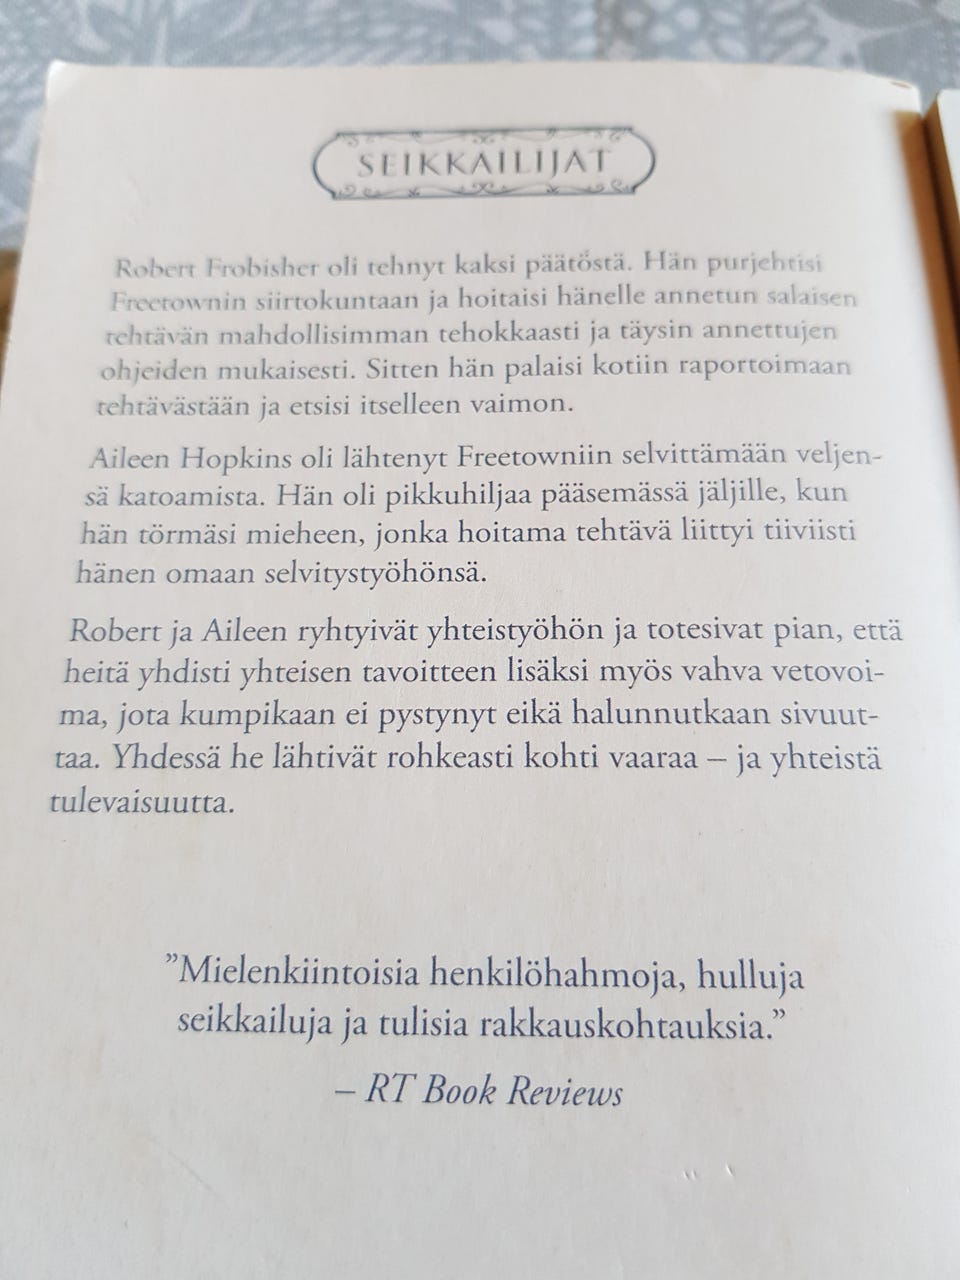 SEIKKAILIJAT
Robert Frobisher oli tehnyt kaksi päätöstä. Hän purjehtisi
Freetownin siirtokuntaan ja hoitaisi hänelle annetun salaisen
tehtävän mahdollisimman tehokkaasti ja täysin annettujen
ohjeiden mukaisesti. Sitten hän palaisi kotiin raportoimaan
tehtävästään ja etsisi itselleen vaimon.
Aileen Hopkins oli lähtenyt Freetowniin selvittämään veljen-
sä katoamista. Hän oli pikkuhiljaa pääsemässä jäljille, kun
hän törmäsi mieheen, jonka hoitama tehtävä liittyi tiiviisti
hänen omaan selvitystyöhönsä.
Robert ja Aileen ryhtyivät yhteistyöhön ja totesivat pian, että
heitä yhdisti yhteisen tavoitteen lisäksi myös vahva vetovoi-
ma, jota kumpikaan ei pystynyt eikä halunnutkaan sivuut-
taa. Yhdessä he lähtivät rohkeasti kohti vaaraa – ja yhteistä
tulevaisuutta.
”Mielenkiintoisia henkilöhahmoja, hulluja
seikkailuja ja tulisia rakkauskohtauksia.”
– RT Book Reviews